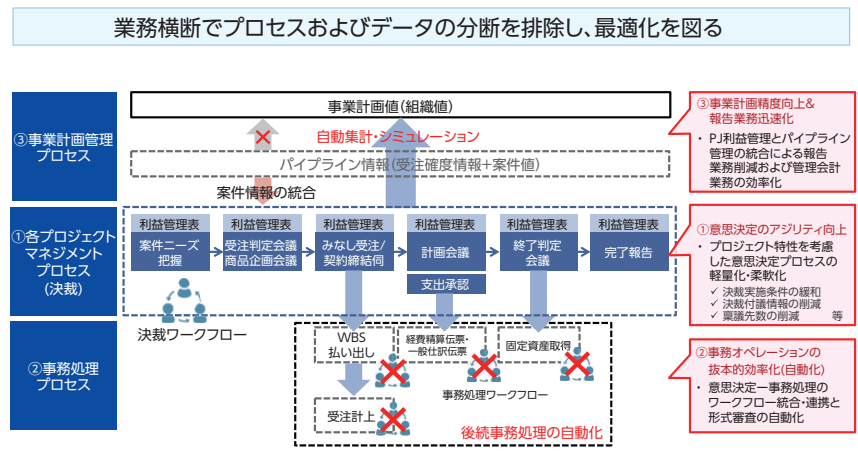 業務横断でプロセスおよびデータの分断を排除し、最適化を図る
③事業計画管理
プロセス
事業計画値（組織値）
自動集計・シミュレーション
パイプライン情報（受注確度情報＋案件値）
案件情報の統合
③事業計画精度向上＆
報告業務迅速化
・ PJ利益管理とパイプライン
管理の統合による報告
業務削減および管理会計
業務の効率化
①各プロジェクト
マネジメント
プロセス
(決裁)
利益管理表
案件ニーズ
把握
利益管理表
受注判定会議
商品企画会議
利益管理表
みなし受注/
契約締結伺
利益管理表
計画会議
支出承認
利益管理表
終了判定
会議
利益管理表
完了報告
決裁ワークフロー
①意思決定のアジリティ向上
・ プロジェクト特性を考慮
した意思決定プロセスの
軽量化・柔軟化
✓ 決裁実施条件の緩和
✓ 決裁付議情報の削減
✓ 稟議先数の削減 等
②事務処理
プロセス
WBS
払い出し
経費精算伝票・
一般仕訳伝票
固定資産取得
事務処理ワークフロー
受注計上
後続事務処理の自動化
②事務オペレーションの
抜本的効率化(自動化)
・ 意思決定ー事務処理の
ワークフロー統合・連携と
形式審査の自動化